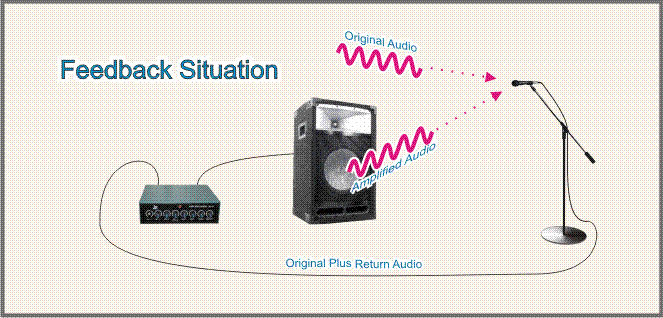 Original Audio
Feedback Situation
Amplified Audio
Original Plus Return Audio